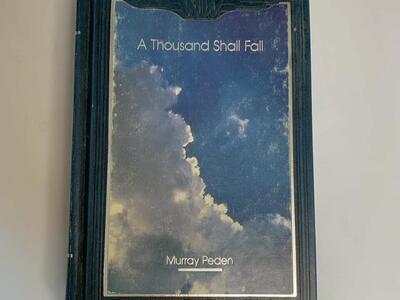 A Thousand Shall Fall
Murray Peden